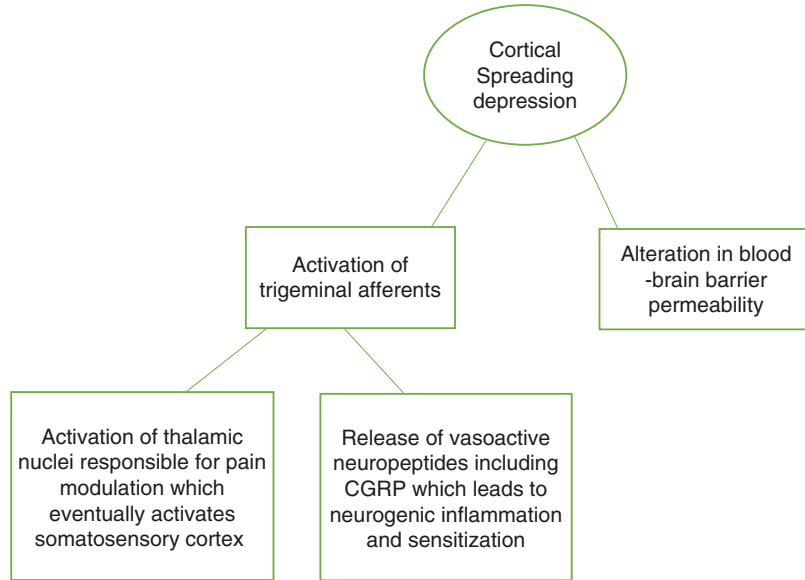 Cortical
Spreading
depression
Activation of
trigeminal afferents
Alteration in blood
-brain barrier
permeability
Activation of thalamic
nuclei responsible for pain
modulation which
eventually activates
somatosensory cortex
Release of vasoactive
neuropeptides including
CGRP which leads to
neurogenic inflammation
and sensitization